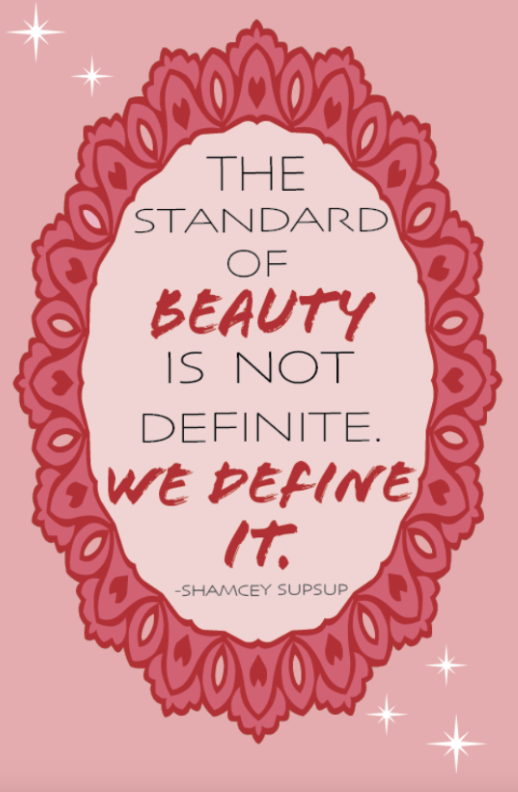 THE
STANDARD
OF
BEAUTY
IS NOT
DEFINITE.
WE DEFINE
IT.
-SHAMCEY SUPSUP